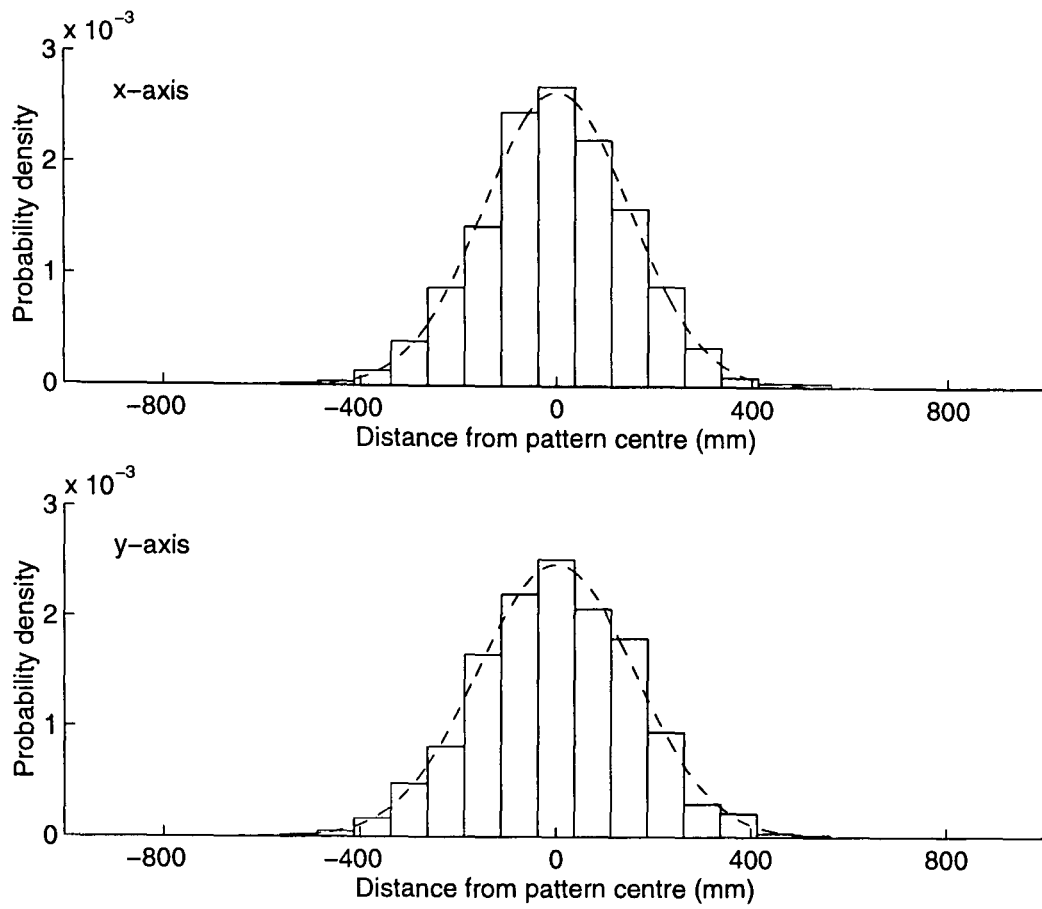 x 10−3
3
x−axis
2
1
0
Probability density
−800
−400
0
400
800
Distance from pattern centre (mm)
x 10−3
3
y−axis
2
1
0
Probability density
−800
−400
0
400
800
Distance from pattern centre (mm)